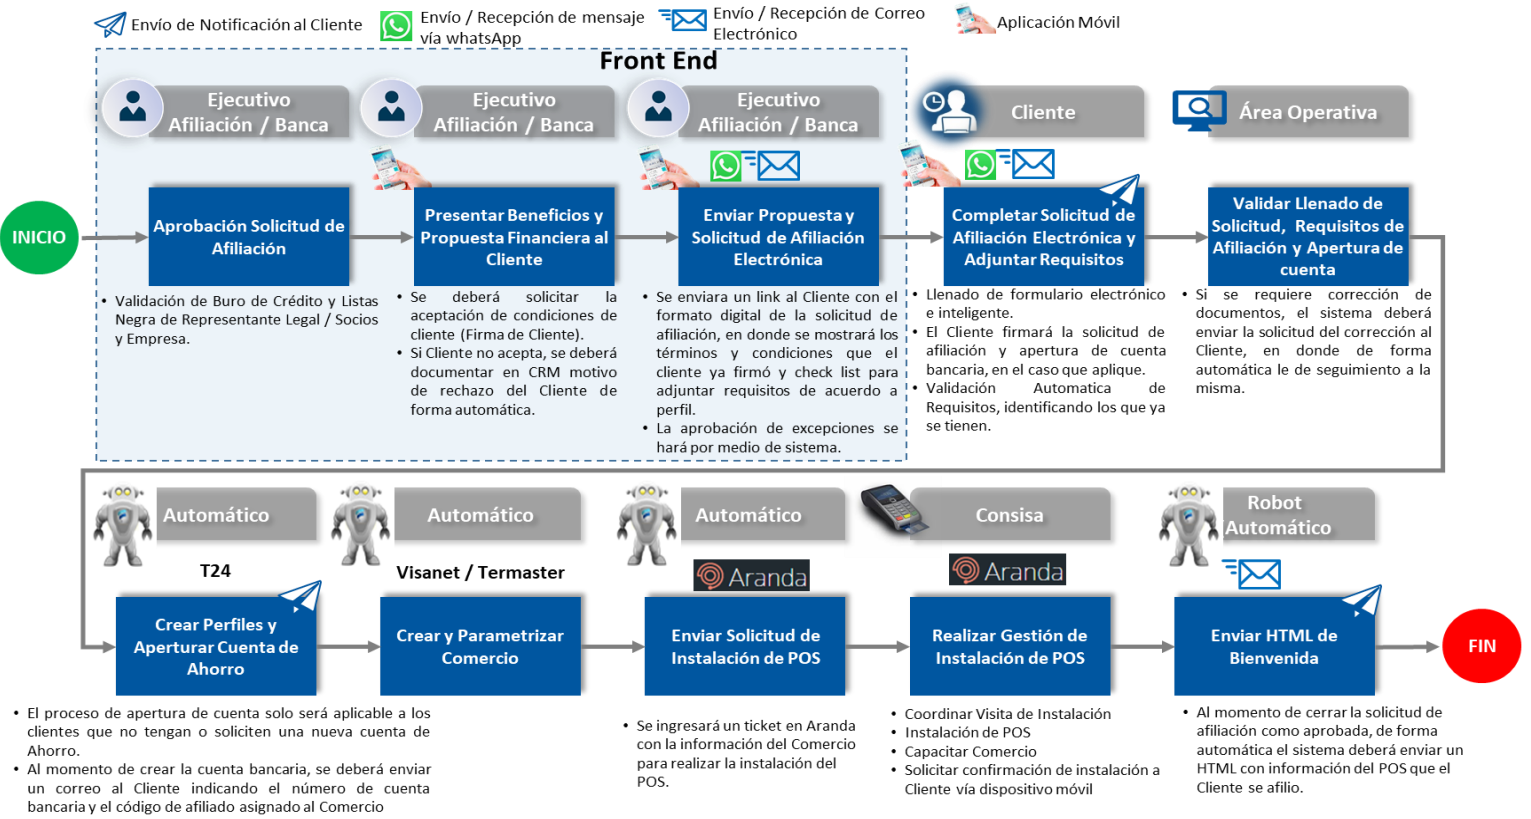 Envío de Notificación al Cliente
Envío / Recepción de mensaje
vía whatsApp
Envío / Recepción de Correo
Electrónico
Aplicación Móvil
Front End
Ejecutivo
Afiliación / Banca
Ejecutivo
Afiliación / Banca
Ejecutivo
Afiliación / Banca
Cliente
Área Operativa
INICIO
Aprobación Solicitud de
Afiliación
Presentar Beneficios y
Propuesta Financiera al
Cliente
Enviar Propuesta y
Solicitud de Afiliación
Electrónica
Completar Solicitud de
Afiliación Electrónica y
Adjuntar Requisitos
Validar Llenado de
Solicitud, Requisitos de
Afiliación y Apertura de
cuenta
• Validación de Buro de Crédito y Listas
Negra de Representante Legal / Socios
y Empresa.
• Se deberá solicitar la
aceptación de condiciones de
cliente (Firma de Cliente).
• Si Cliente no acepta, se deberá
documentar en CRM motivo
de rechazo del Cliente de
forma automática.
• Se enviara un link al Cliente con el
formato digital de la solicitud de
afiliación, en donde se mostrará los
términos y condiciones que el
cliente ya firmó y check list para
adjuntar requisitos de acuerdo a
perfil.
• La aprobación de excepciones se
hará por medio de sistema.
• Llenado de formulario electrónico
e inteligente.
• El Cliente firmará la solicitud de
afiliación y apertura de cuenta
bancaria, en el caso que aplique.
• Validación Automatica de
Requisitos, identificando los que ya
se tienen.
• Si se requiere corrección de
documentos, el sistema deberá
enviar la solicitud del corrección al
Cliente, en donde de forma
automática le de seguimiento a la
misma.
Automático
Automático
Automático
Consisa
Robot
Automático
T24
Visanet / Termaster
Aranda
Aranda
Crear Perfiles y
Aperturar Cuenta de
Ahorro
Crear y Parametrizar
Comercio
Enviar Solicitud de
Instalación de POS
Realizar Gestión de
Instalación de POS
Enviar HTML de
Bienvenida
FIN
• El proceso de apertura de cuenta solo será aplicable a los
clientes que no tengan o soliciten una nueva cuenta de
Ahorro.
• Al momento de crear la cuenta bancaria, se deberá enviar
un correo al Cliente indicando el número de cuenta
bancaria y el código de afiliado asignado al Comercio
• Se ingresará un ticket en Aranda
con la información del Comercio
para realizar la instalación del
POS.
• Coordinar Visita de Instalación
• Instalación de POS
• Capacitar Comercio
• Solicitar confirmación de instalación a
Cliente vía dispositivo móvil
• Al momento de cerrar la solicitud de
afiliación como aprobada, de forma
automática el sistema deberá enviar un
HTML con información del POS que el
Cliente se afilio.